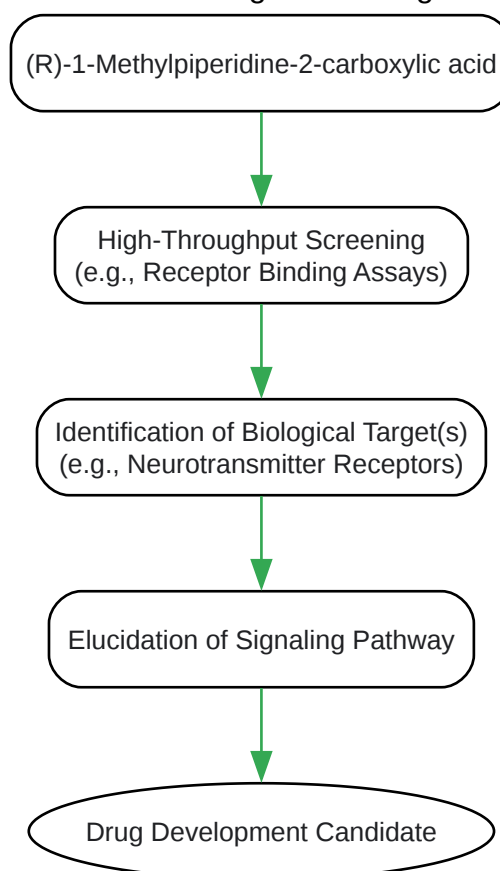 (R)-1-Methylpiperidine-2-carboxylic acid
High-Throughput Screening
(e.g., Receptor Binding Assays)
Identification of Biological Target(s)
(e.g., Neurotransmitter Receptors)
Elucidation of Signaling Pathway
Drug Development Candidate